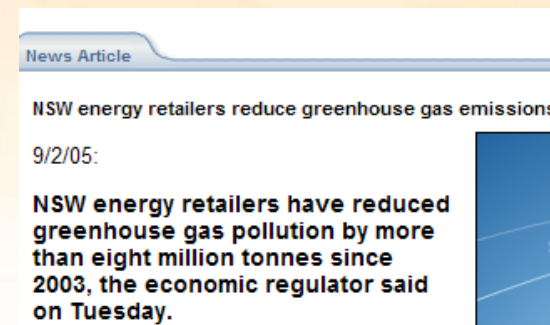 News Article
NSW energy retailers reduce greenhouse gas emissions
9/2/05:
NSW energy retailers have reduced
greenhouse gas pollution by more
than eight million tonnes since
2003, the economic regulator said
on Tuesday.